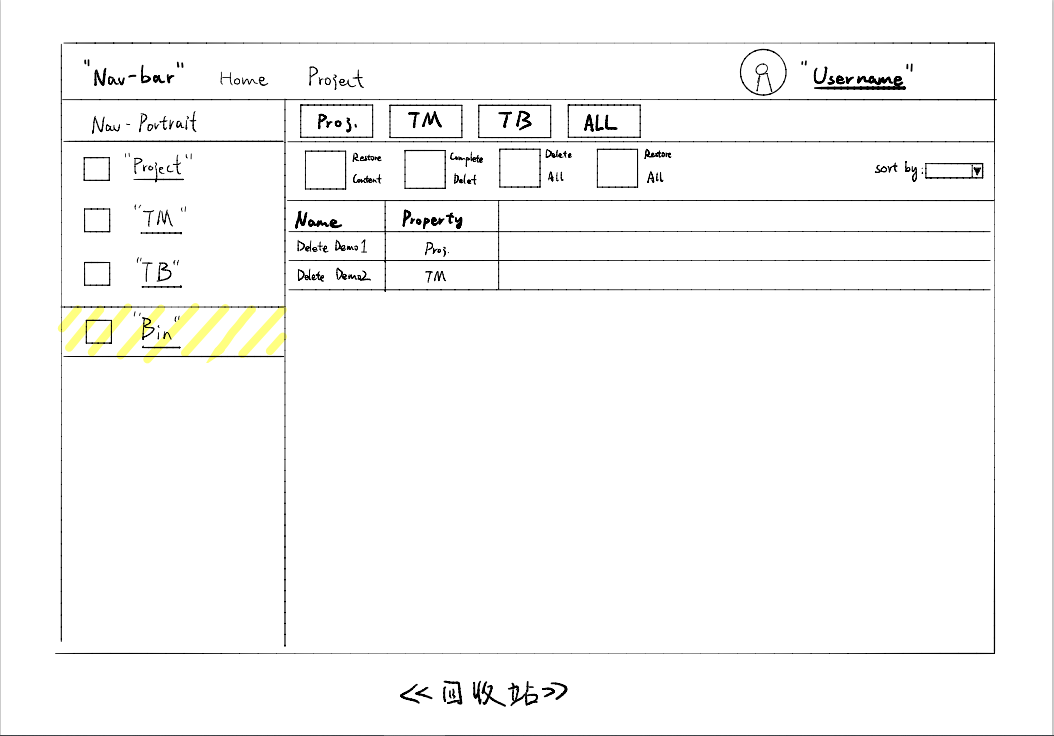 "Nav-bar" Home Project "Username"
Nav-Portrait
Proj. TM TB ALL
"Project"
"TM"
"TB"
"Bin"
Restore Content
Complete Delet
Delete All
Restore All
sort by:
Name Property
Delete Demo1 Proj.
Delete Demo2 TM
《回收站》